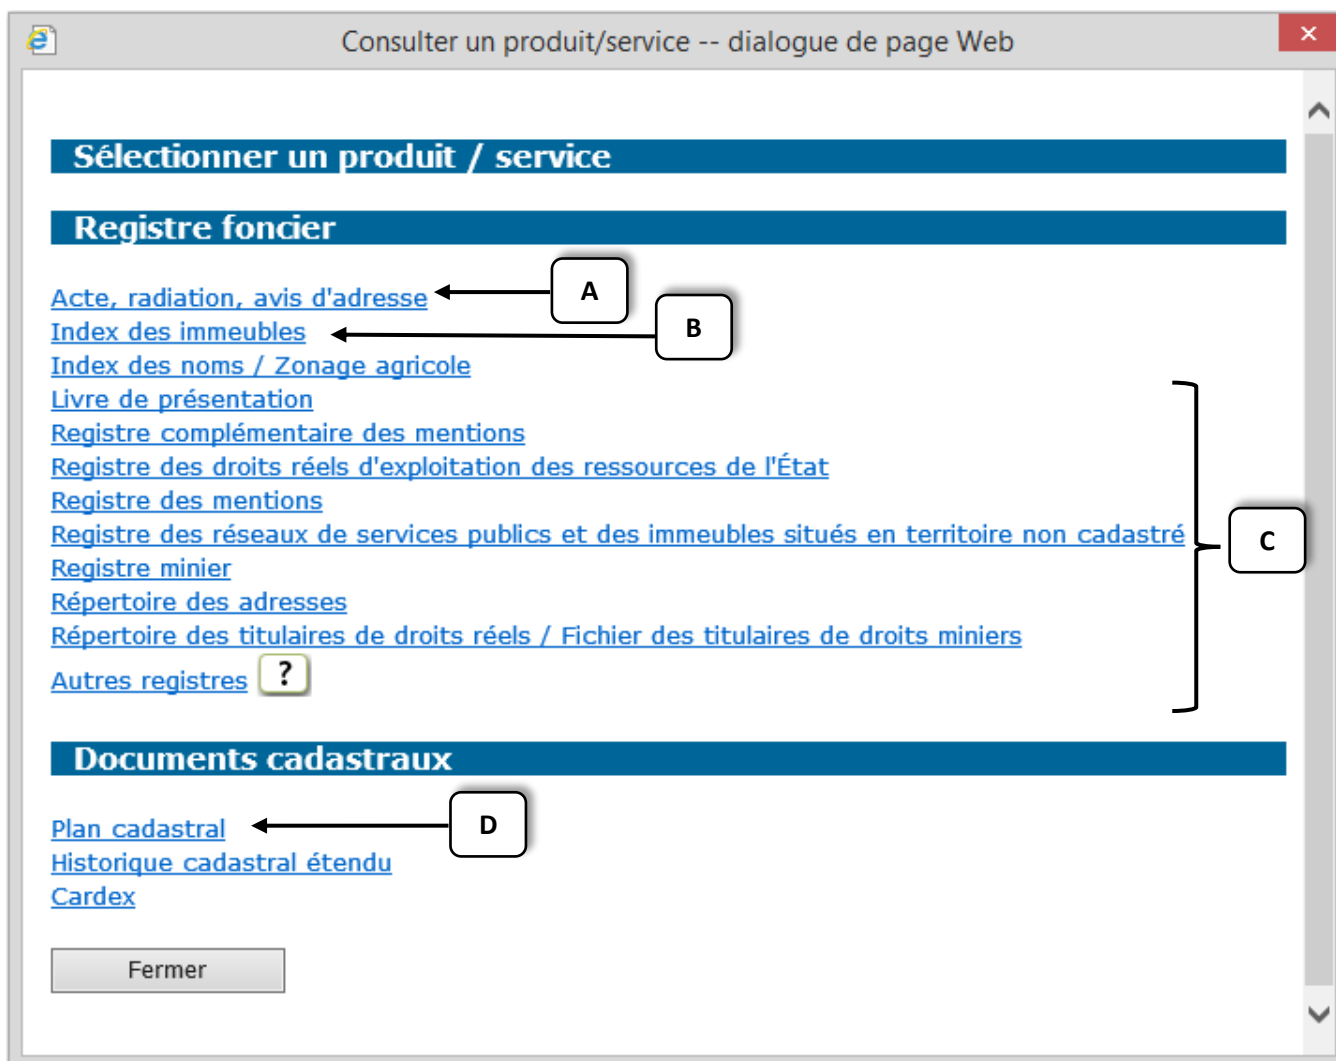 Consulter un produit/service -- dialogue de page Web
Sélectionner un produit / service
Registre foncier
Acte, radiation, avis d'adresse
A
Index des immeubles
B
Index des noms / Zonage agricole
Livre de présentation
Registre complémentaire des mentions
Registre des droits réels d'exploitation des ressources de l'État
Registre des mentions
Registre des réseaux de services publics et des immeubles situés en territoire non cadastré
C
Registre minier
Répertoire des adresses
Répertoire des titulaires de droits réels / Fichier des titulaires de droits miniers
Autres registres ?
Documents cadastraux
Plan cadastral
D
Historique cadastral étendu
Cardex
Fermer